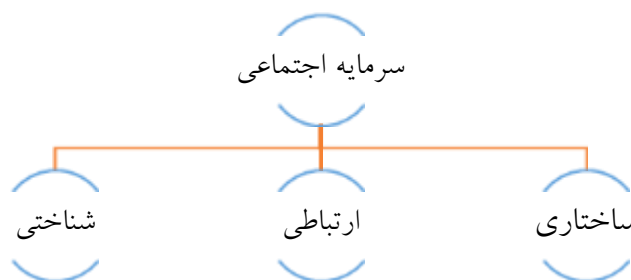 سرمایه اجتماعی
ساختاری
ارتباطی
شناختی